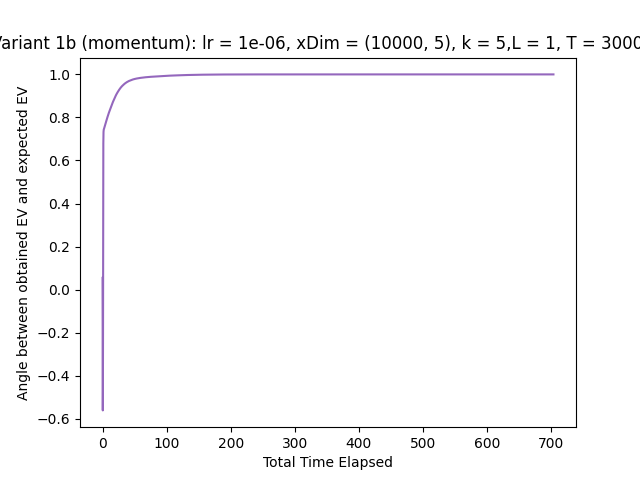 Variant 1b (momentum): lr = 1e-06, xDim = (10000, 5), k = 5,L = 1, T = 3000
Angle between obtained EV and expected EV
1.0
0.8
0.6
0.4
0.2
0.0
−0.2
−0.4
−0.6
0 100 200 300 400 500 600 700
Total Time Elapsed